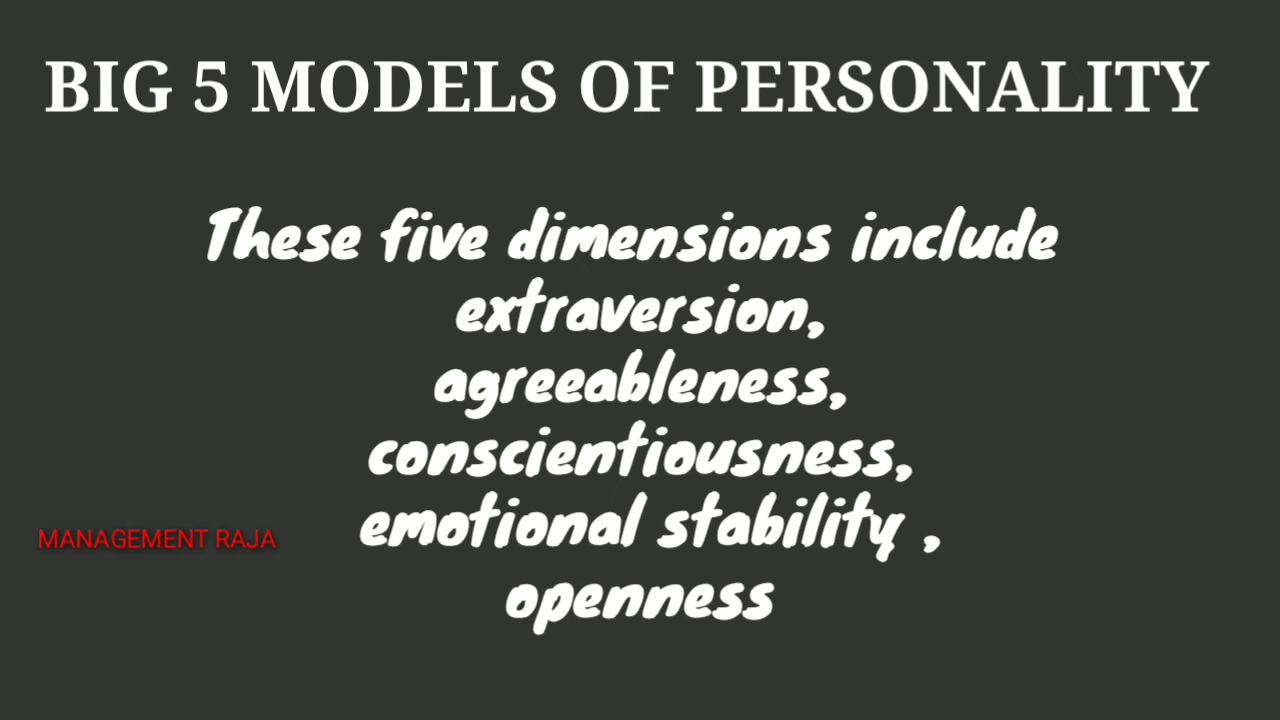 BIG 5 MODELS OF PERSONALITY
These five dimensions include
extraversion,
agreeableness,
conscientiousness,
emotional stability ,
MANAGEMENT RAJA
openness